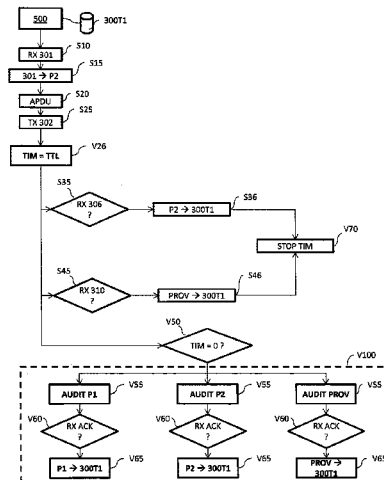 500
300T1
S10
RX 301
S15
301 → P2
S20
APDU
S25
TX 302
V26
TIM = TTL
S35
RX 306
?
S36
P2 → 300T1
V70
STOP TIM
S45
RX 310
?
S46
PROV → 300T1
V50
TIM = 0 ?
V100
AUDIT P1
V55
AUDIT P2
V55
AUDIT PROV
V55
V60
RX ACK
?
V60
RX ACK
?
V60
RX ACK
?
P1 → 300T1
V65
P2 → 300T1
V65
PROV →
300T1
V65